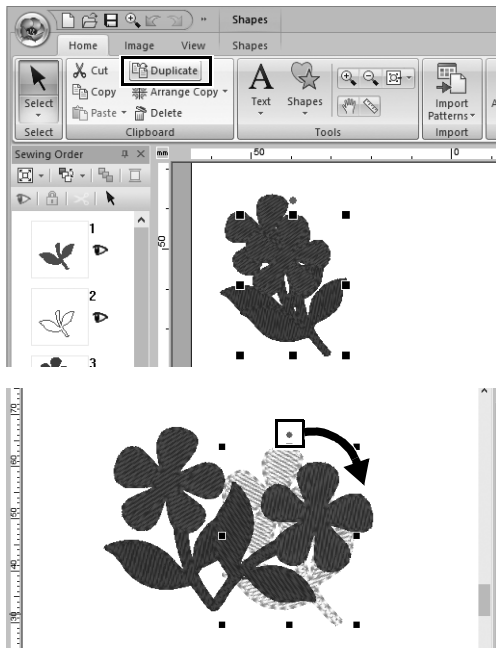 Shapes
Home Image View Shapes
Select
Cut
Copy
Paste
Duplicate
Arrange Copy
Delete
Text
Shapes
Import
Patterns
Select Clipboard Tools Import
Sewing Order
mm
50
0
50
1
2
3
70
60
50
40
30